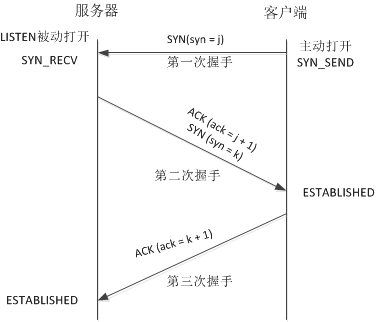 服务器
客户端
LISTEN被动打开
SYN(syn = j)
主动打开
SYN_RECV
第一次握手
SYN_SEND
ACK (ack = j + 1)
SYN (syn = k)
第二次握手
ESTABLISHED
ACK (ack = k + 1)
第三次握手
ESTABLISHED